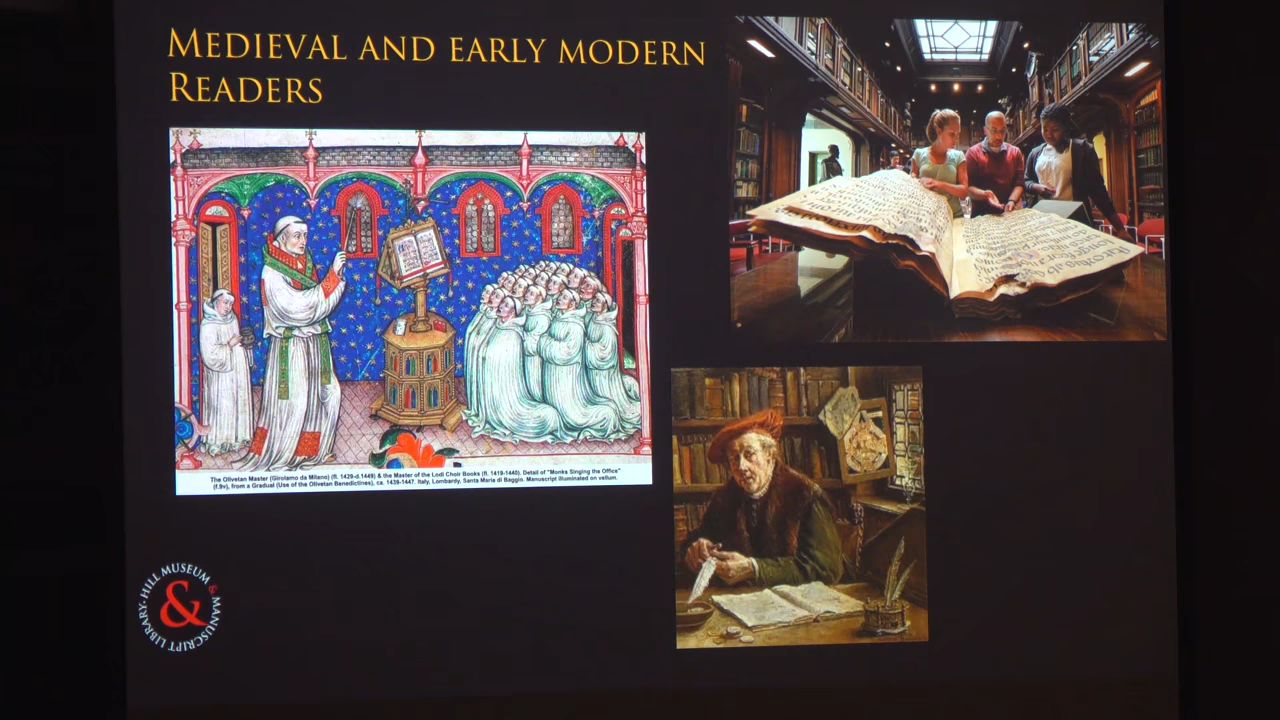 MEDIEVAL AND EARLY MODERN
READERS
The Olivetan Master (Girolamo da Milano) (fl. 1429-d.1449) & the Master of the Lodi Choir Books (fl. 1419-1440). Detail of "Monks Singing the Office"
(f.9v), from a Gradual (Use of the Olivetan Benedictines), ca. 1439-1447. Italy, Lombardy, Santa Maria di Baggio. Manuscript illuminated on vellum.
HILL MUSEUM & MANUSCRIPT LIBRARY·
&